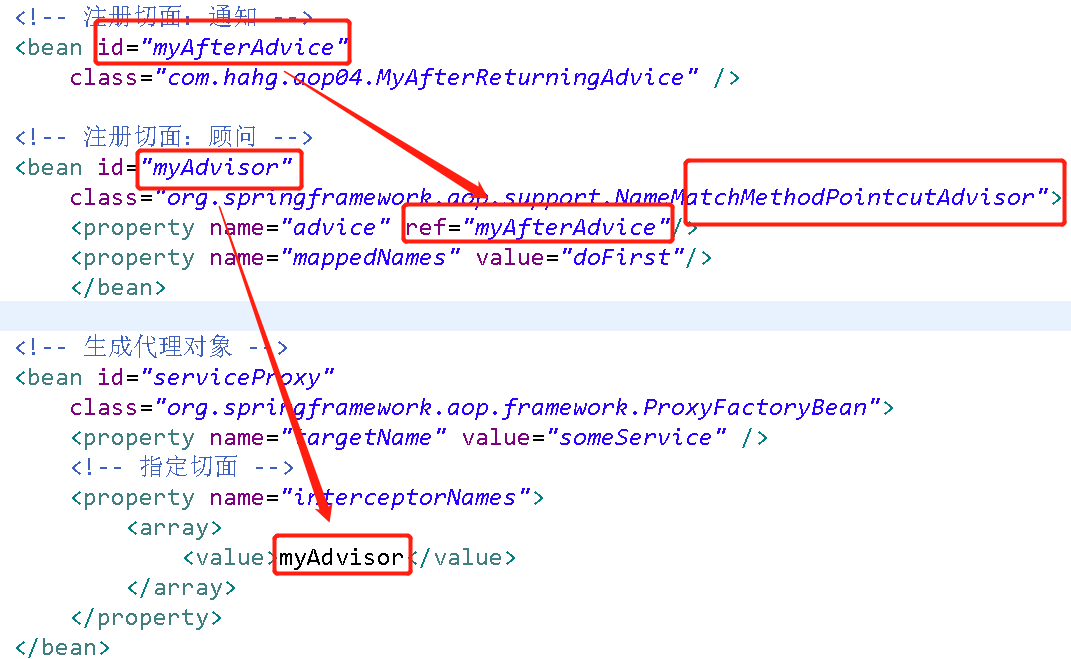 <!-- 注册切面：通知 -->
<bean id="myAfterAdvice"
class="com.hahg.aop04.MyAfterReturningAdvice" />
<!-- 注册切面：顾问 -->
<bean id="myAdvisor"
class="org.springframework.aop.support.NameMatchMethodPointcutAdvisor">
<property name="advice" ref="myAfterAdvice"/>
<property name="mappedNames" value="doFirst"/>
</bean>
<!-- 生成代理对象 -->
<bean id="serviceProxy"
class="org.springframework.aop.framework.ProxyFactoryBean">
<property name="targetName" value="someService" />
<!-- 指定切面 -->
<property name="interceptorNames">
<array>
<value>myAdvisor</value>
</array>
</property>
</bean>